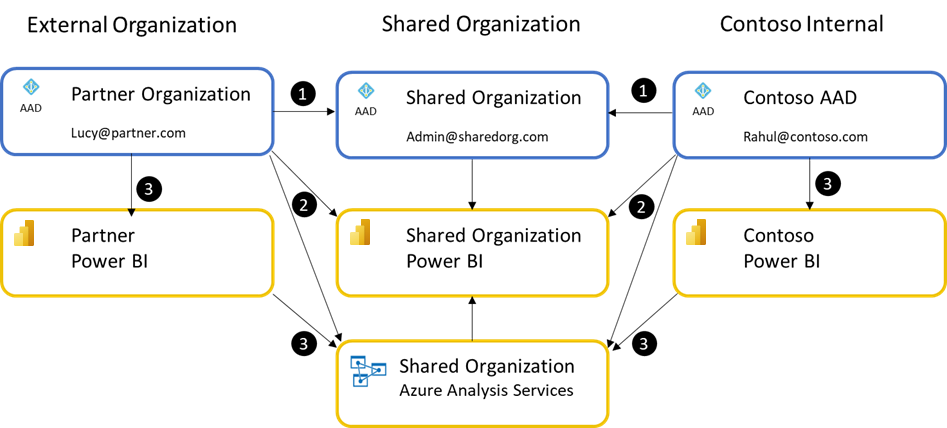 External Organization
Shared Organization
Contoso Internal
AAD
Partner Organization
Lucy@partner.com
1
AAD
Shared Organization
Admin@sharedorg.com
1
AAD
Contoso AAD
Rahul@contoso.com
3
2
2
3
Partner
Power BI
Shared Organization
Power BI
Contoso
Power BI
3
3
Shared Organization
Azure Analysis Services